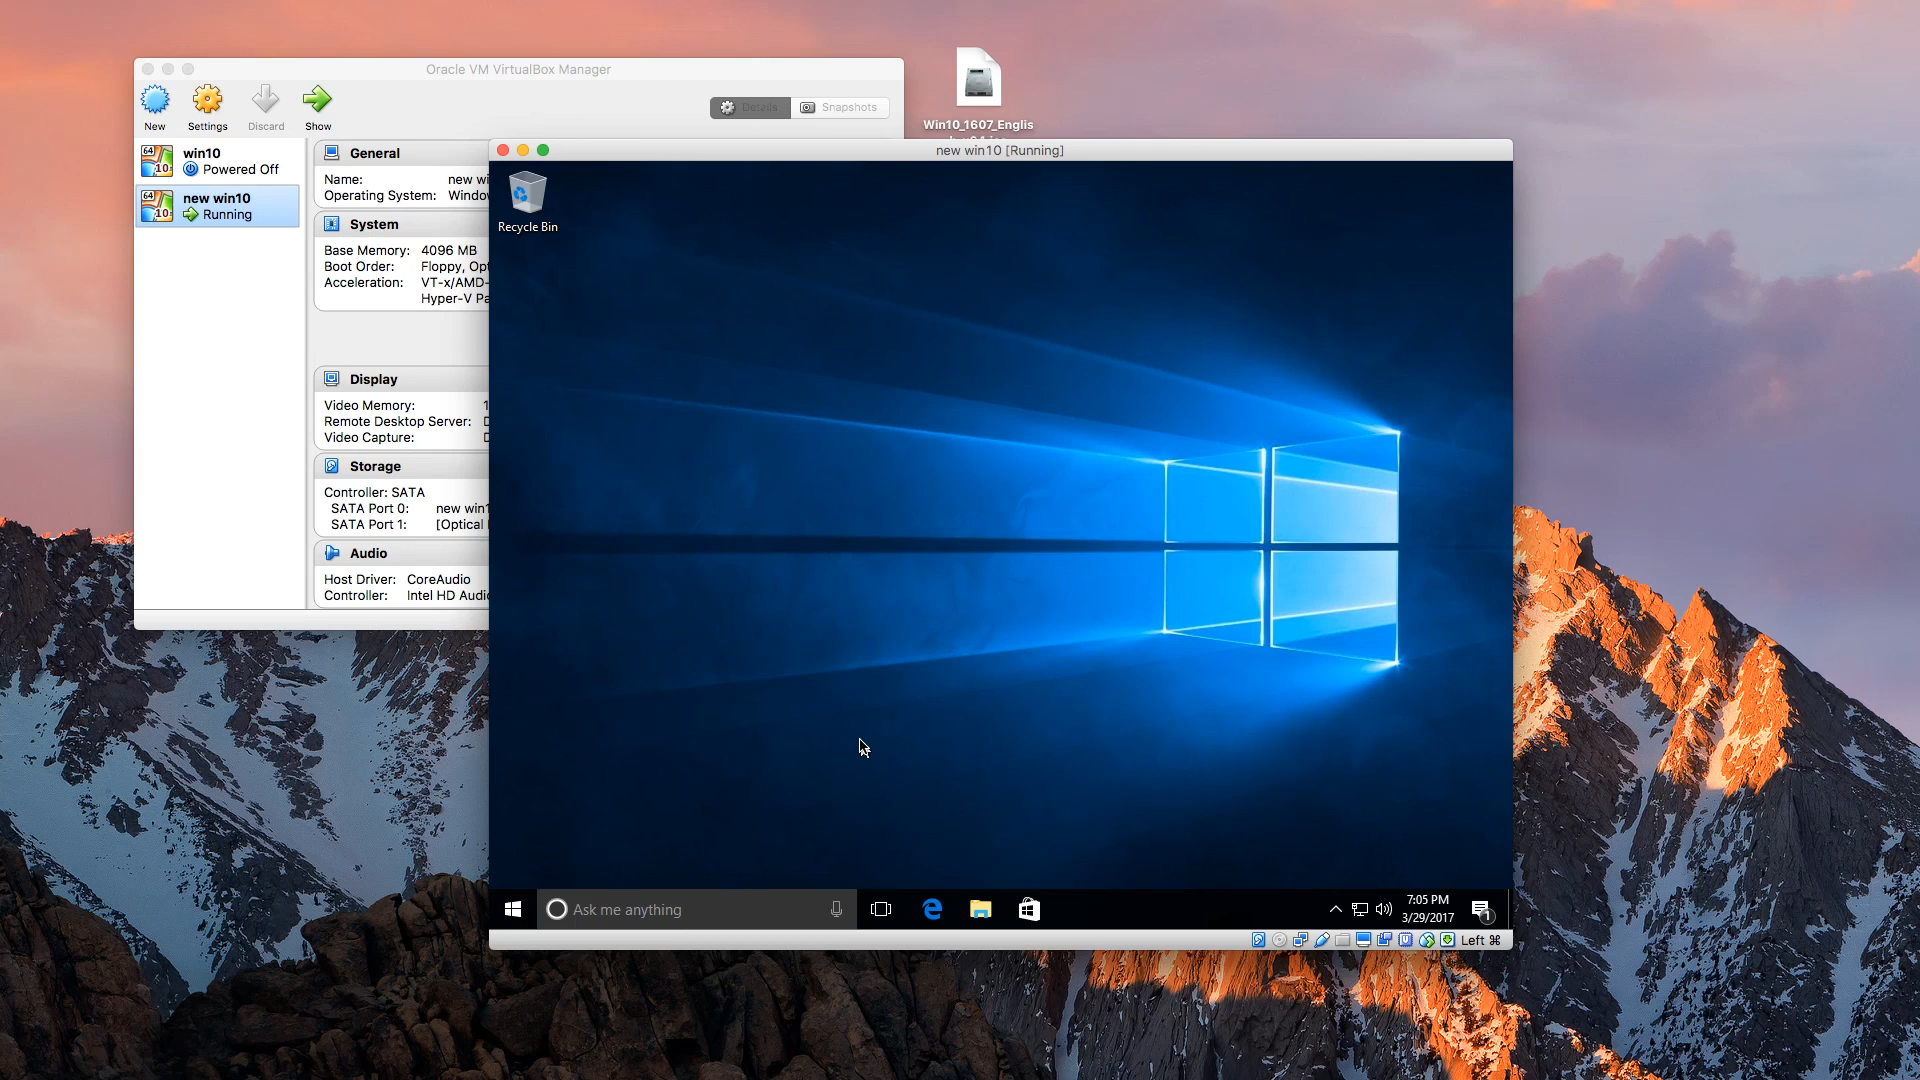 Oracle VM VirtualBox Manager
New
Settings
Discard
Show
Details
Snapshots
win10
Powered Off
new win10
Running
General
Name: new wi
Operating System: Windo
System
Base Memory: 4096 MB
Boot Order: Floppy, Opt
Acceleration: VT-x/AMD-
Hyper-V Pa
Display
Video Memory: 1
Remote Desktop Server: D
Video Capture: D
Storage
Controller: SATA
SATA Port 0: new win1
SATA Port 1: [Optical
Audio
Host Driver: CoreAudio
Controller: Intel HD Audio
Win10_1607_Englis
new win10 [Running]
Recycle Bin
Ask me anything
7:05 PM
3/29/2017
1
Left ⌘